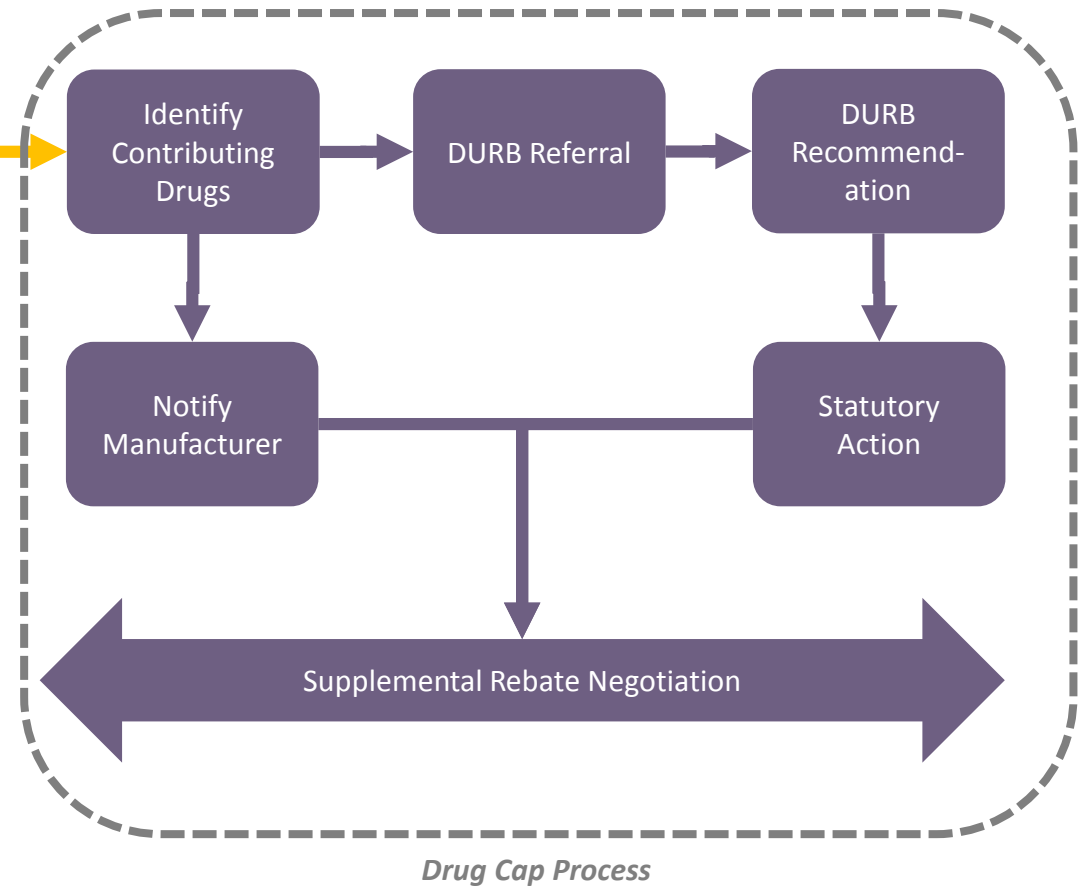 Identify
Contributing
Drugs
DURB Referral
DURB
Recommend-
ation
Notify
Manufacturer
Statutory
Action
Supplemental Rebate Negotiation
Drug Cap Process